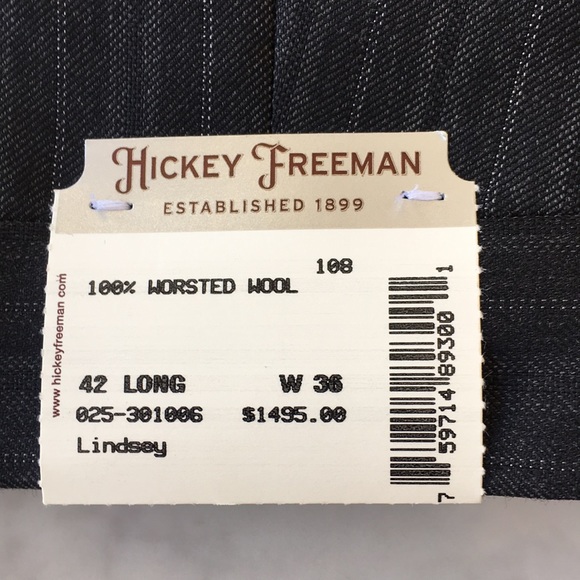 HICKEY FREEMAN
ESTABLISHED 1899
108
100% WORSTED WOOL
42 LONG W 36
025-301006 $1495.00
Lindsey
www.hickeyfreeman.com
7 59714 89300 1